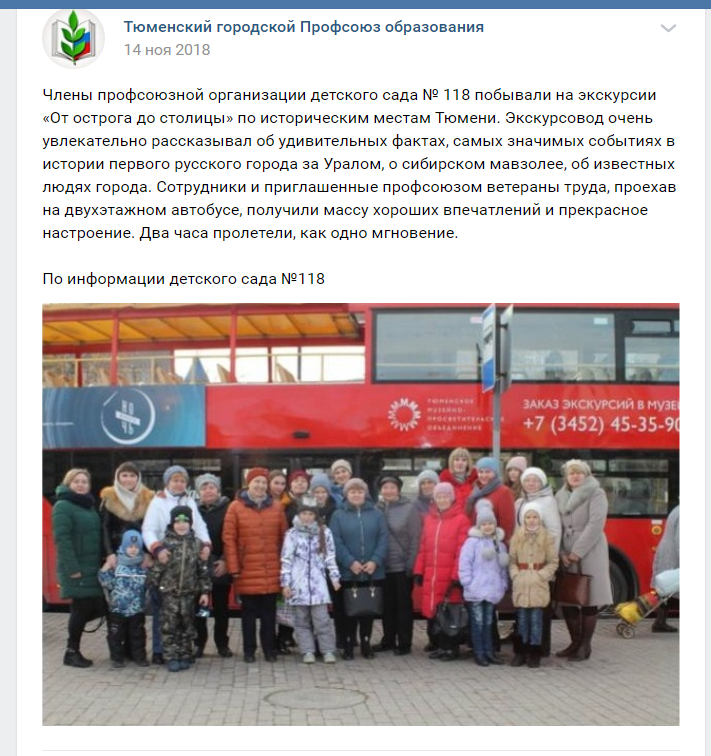 Тюменский городской Профсоюз образования
14 ноя 2018
Члены профсоюзной организации детского сада № 118 побывали на экскурсии
«От острога до столицы» по историческим местам Тюмени. Экскурсовод очень
увлекательно рассказывал об удивительных фактах, самых значимых событиях в
истории первого русского города за Уралом, о сибирском мавзолее, об известных
людях города. Сотрудники и приглашенные профсоюзом ветераны труда, проехав
на двухэтажном автобусе, получили массу хороших впечатлений и прекрасное
настроение. Два часа пролетели, как одно мгновение.
По информации детского сада №118
ТЮМЕНСКОЕ
МУЗЕЙНО-
ПРОСВЕТИТЕЛЬСКОЕ
ОБЪЕДИНЕНИЕ
ЗАКАЗ ЭКСКУРСИЙ В МУЗЕ
+7 (3452) 45-35-90